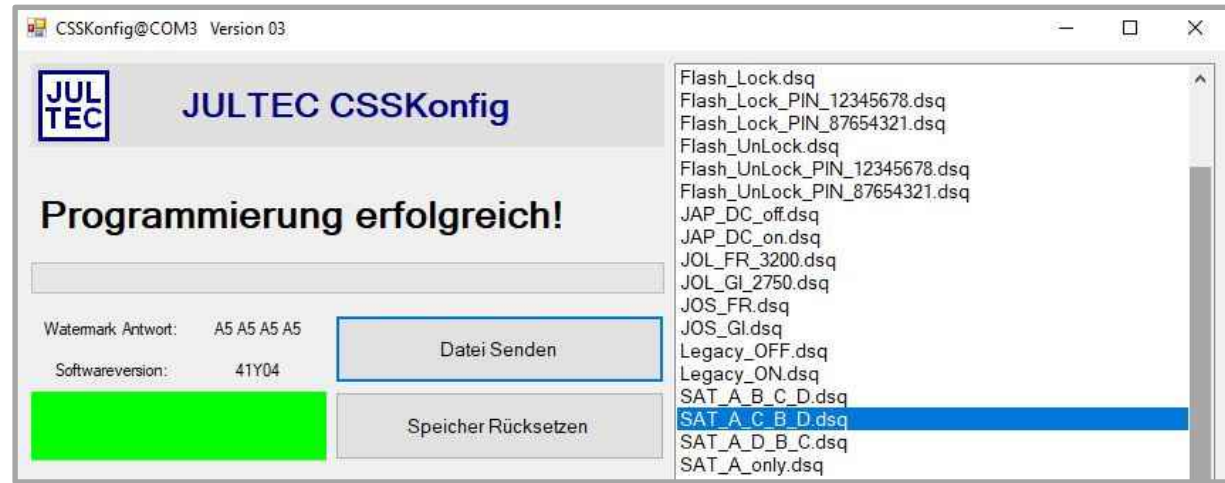 CSSKonfig@COM3 Version 03
JUL
TEC
JULTEC CSSKonfig
Programmierung erfolgreich!
Watermark Antwort: A5 A5 A5 A5
Softwareversion: 41Y04
Datei Senden
Speicher Rücksetzen
Flash_Lock.dsq
Flash_Lock_PIN_12345678.dsq
Flash_Lock_PIN_87654321.dsq
Flash_UnLock.dsq
Flash_UnLock_PIN_12345678.dsq
Flash_UnLock_PIN_87654321.dsq
JAP_DC_off.dsq
JAP_DC_on.dsq
JOL_FR_3200.dsq
JOL_GI_2750.dsq
JOS_FR.dsq
JOS_GI.dsq
Legacy_OFF.dsq
Legacy_ON.dsq
SAT_A_B_C_D.dsq
SAT_A_C_B_D.dsq
SAT_A_D_B_C.dsq
SAT_A_only.dsq